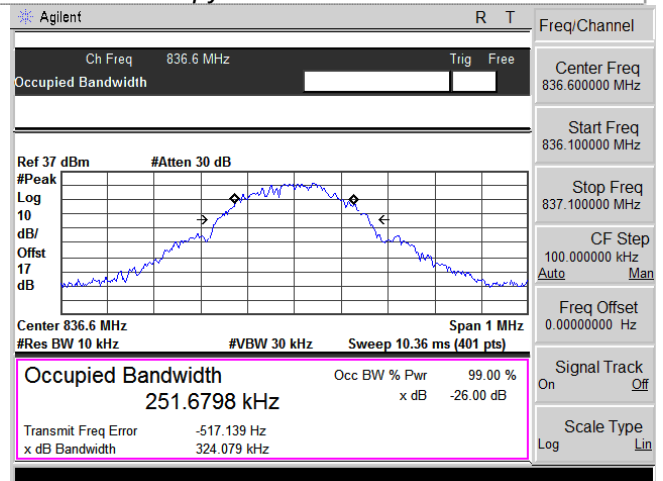 Agilent R T
Freq/Channel
Ch Freq 836.6 MHz Trig Free
Occupied Bandwidth
Center Freq
836.600000 MHz
Start Freq
836.100000 MHz
Stop Freq
837.100000 MHz
CF Step
100.000000 kHz
Auto Man
Freq Offset
0.00000000 Hz
Signal Track
On Off
Scale Type
Log Lin
Ref 37 dBm #Atten 30 dB
#Peak
Log
10
dB/
Offst
17
dB
Center 836.6 MHz Span 1 MHz
#Res BW 10 kHz #VBW 30 kHz Sweep 10.36 ms (401 pts)
Occupied Bandwidth Occ BW % Pwr 99.00 %
251.6798 kHz x dB -26.00 dB
Transmit Freq Error -517.139 Hz
x dB Bandwidth 324.079 kHz